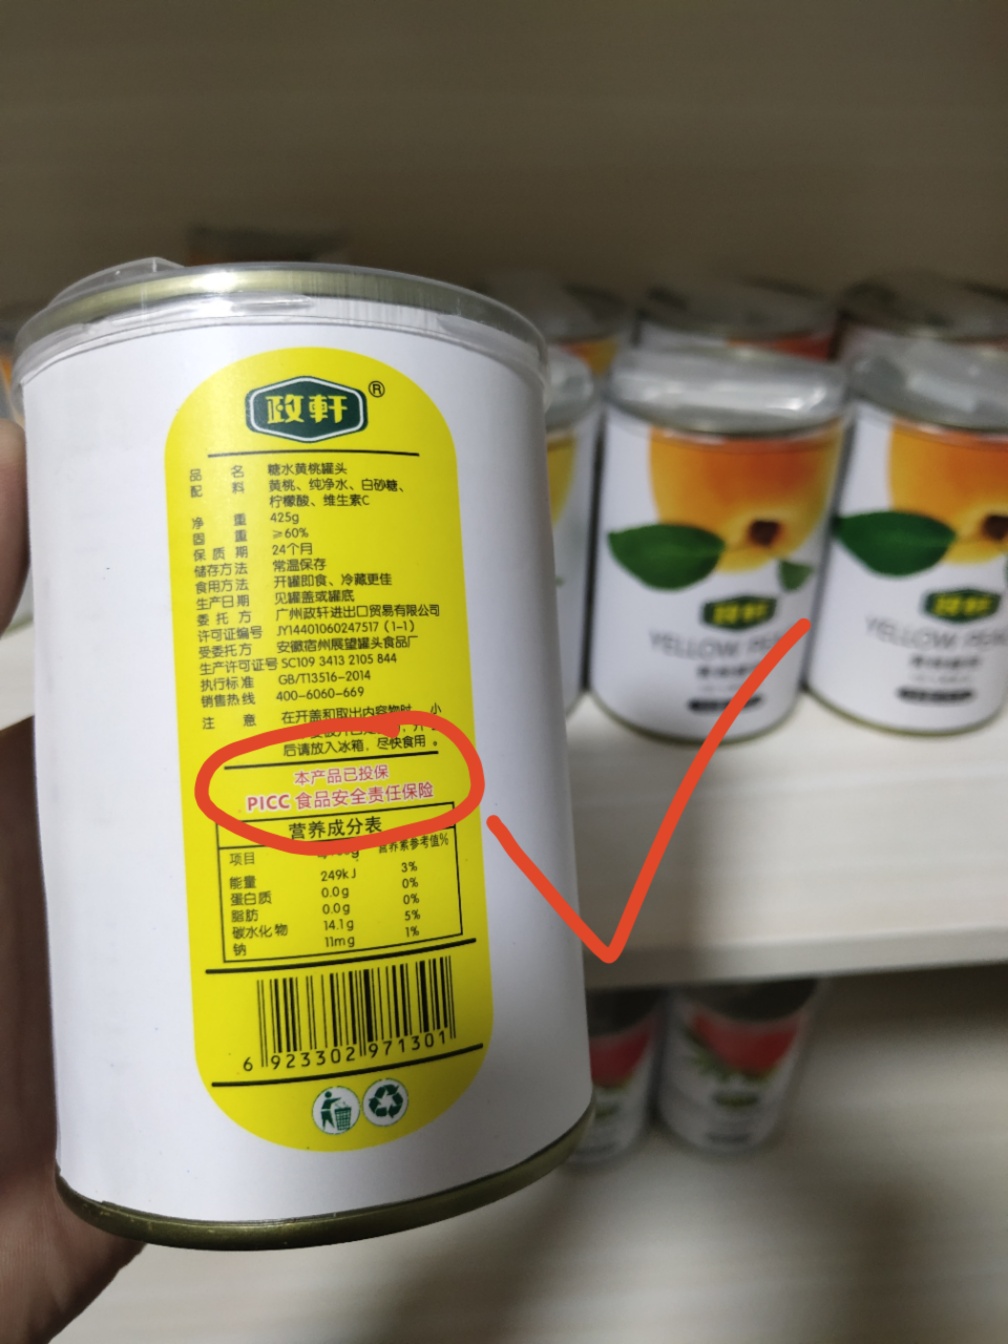 政軒®
品名 糖水黄桃罐头
配料 黄桃、纯净水、白砂糖、
柠檬酸、维生素C
净重 425g
固重 ≥60%
保质期 24个月
储存方法 常温保存
食用方法 开罐即食、冷藏更佳
生产日期 见罐盖或罐底
委托方 广州政轩进出口贸易有限公司
许可证编号 JY14401060247517(1-1)
受委托方 安徽宿州展望罐头食品厂
生产许可证号 SC109 3413 2105 844
执行标准 GB/T13516-2014
销售热线 400-6060-669
注意 在开盖和取出内容物时,小
后请放入冰箱,尽快食用。
本产品已投保
PICC 食品安全责任保险
营养成分表
项目 营养素参考值%
能量 249kJ 3%
蛋白质 0.0g 0%
脂肪 0.0g 0%
碳水化物 14.1g 5%
钠 11mg 1%
6 923302 971301
政軒
YELLOW PE
政軒
YELLOW PEA